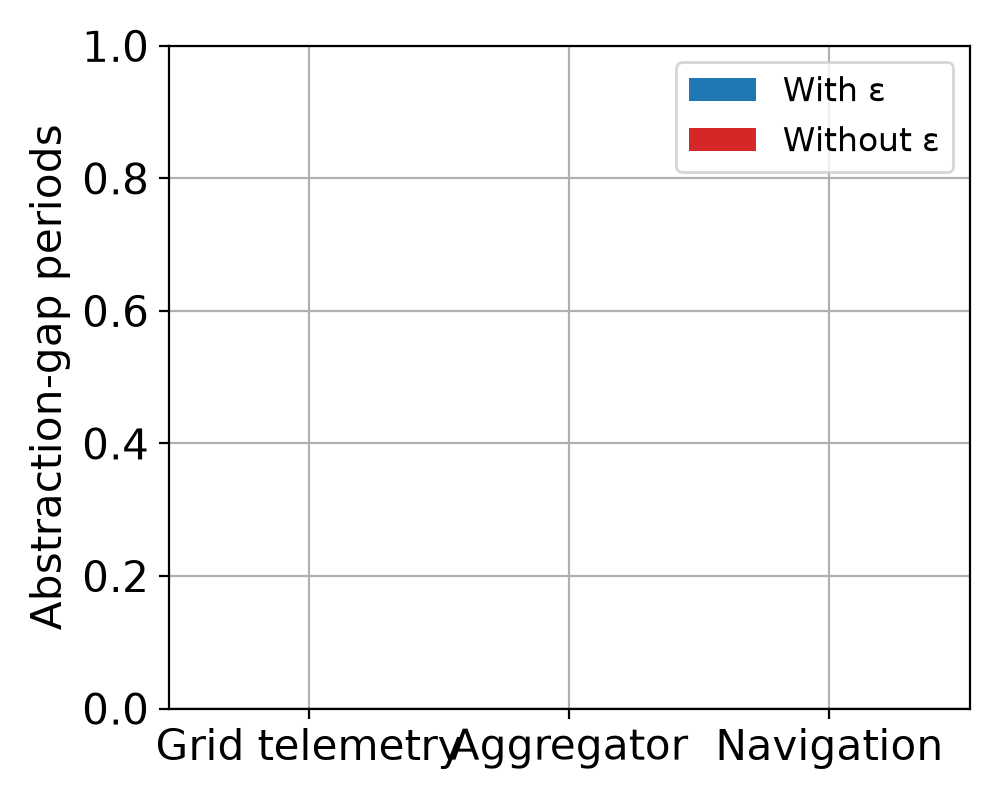 Abstraction-gap periods
1.0
0.8
0.6
0.4
0.2
0.0
With ε
Without ε
Grid telemetry
Aggregator
Navigation